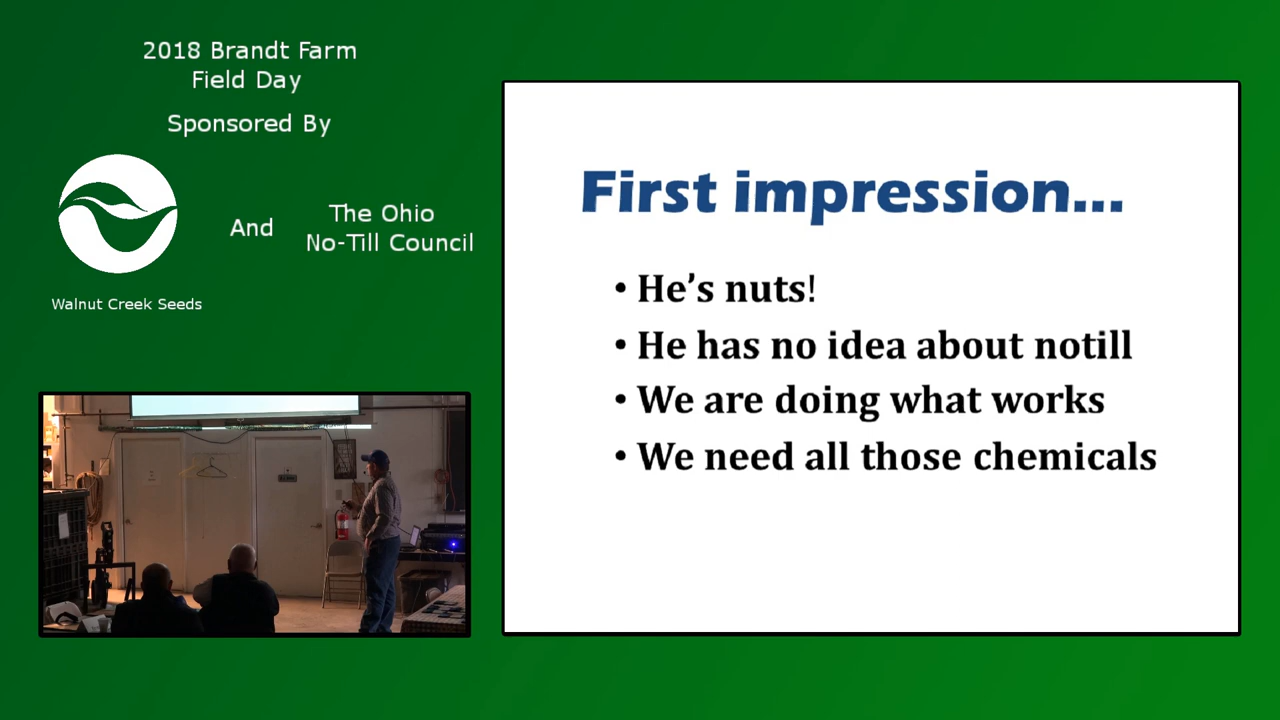 2018 Brandt Farm
Field Day
Sponsored By
And
The Ohio
No-Till Council
Walnut Creek Seeds
First impression...
• He’s nuts!
• He has no idea about notill
• We are doing what works
• We need all those chemicals